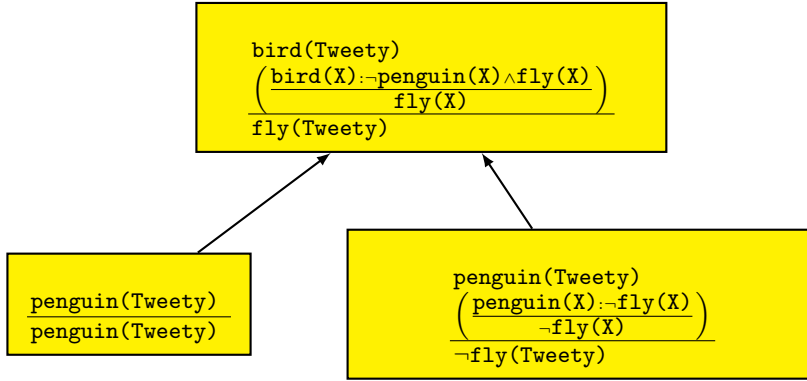 bird(Tweety)
bird(X):¬penguin(X)∧fly(X)
fly(X)
fly(Tweety)
penguin(Tweety)
penguin(Tweety)
penguin(Tweety)
penguin(X):¬fly(X)
¬fly(X)
¬fly(Tweety)